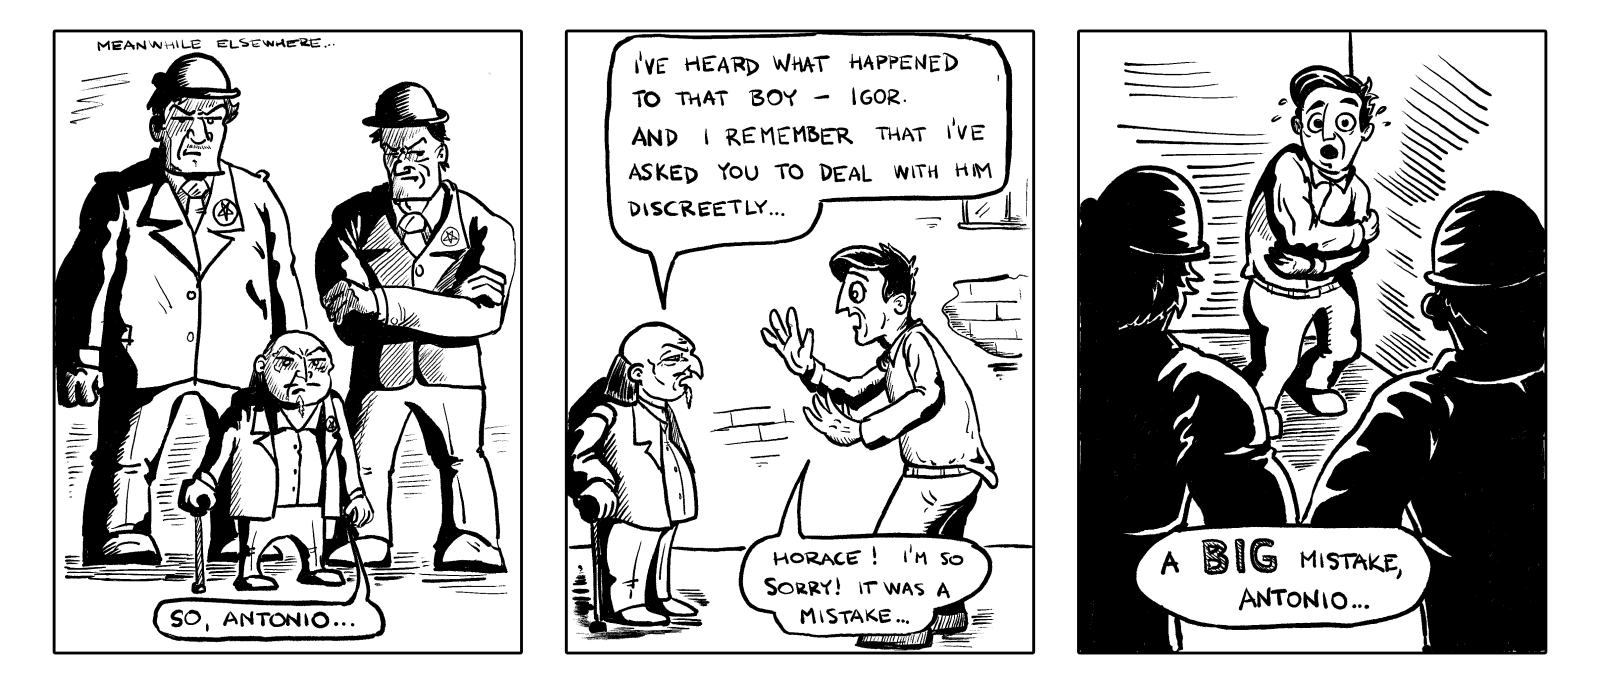 MEANWHILE ELSEWHERE...
SO, ANTONIO...
I'VE HEARD WHAT HAPPENED
TO THAT BOY – IGOR.
AND I REMEMBER THAT I'VE
ASKED YOU TO DEAL WITH HIM
DISCREETLY...
HORACE! I'M SO
SORRY! IT WAS A
MISTAKE...
A BIG MISTAKE,
ANTONIO...